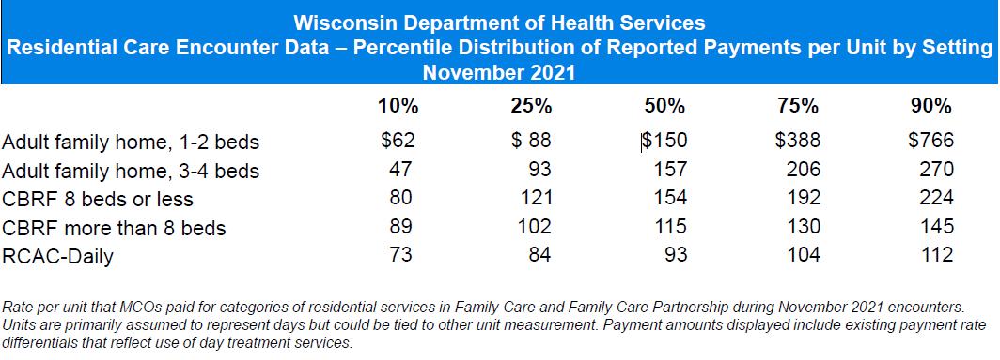 Wisconsin Department of Health Services
Residential Care Encounter Data – Percentile Distribution of Reported Payments per Unit by Setting
November 2021
10% 25% 50% 75% 90%
Adult family home, 1-2 beds $62 $ 88 $150 $388 $766
Adult family home, 3-4 beds 47 93 157 206 270
CBRF 8 beds or less 80 121 154 192 224
CBRF more than 8 beds 89 102 115 130 145
RCAC-Daily 73 84 93 104 112
Rate per unit that MCOs paid for categories of residential services in Family Care and Family Care Partnership during November 2021 encounters.
Units are primarily assumed to represent days but could be tied to other unit measurement. Payment amounts displayed include existing payment rate
differentials that reflect use of day treatment services.